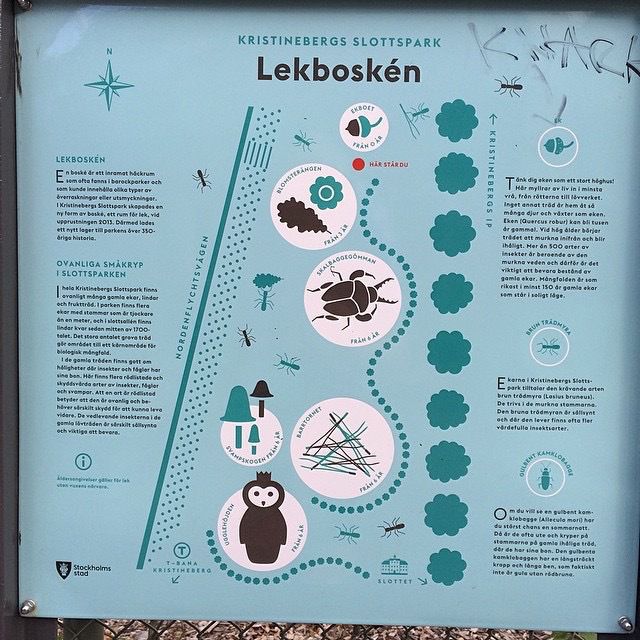 KRISTINEBERGS SLOTTSPARK
Lekboskén
N
LEKBOSKÉN
En boské är ett inramat häckrum
som ofta fanns i barockparker och
som kunde innehålla olika typer av
överraskningar eller utsmyckningar.
I Kristinebergs Slottspark skapades en
ny form av boské, ett rum för lek, vid
upprustningen 2013. Därmed lades
ett nytt lager till parkens över 350-
åriga historia.
OVANLIGA SMÅKRYP
I SLOTTSPARKEN
I hela Kristinebergs Slottspark finns
ovanligt många gamla ekar, lindar
och fruktträd. I parken finns flera
ekar med stammar som är tjockare
än en meter, och i slottsallén finns
lindar kvar sedan mitten av 1700-
talet. Det stora antalet grova träd
gör området till ett kärnområde för
biologisk mångfald.
I de gamla träden finns gott om
håligheter där insekter och fåglar har
sina bon. Här finns flera rödlistade och
skyddsvärda arter av insekter, fåglar
och svampar. Att en art är rödlistad
betyder att den är ovanlig och be-
höver särskilt skydd för att kunna leva
vidare. De vedlevande insekterna i de
gamla lövträden är särskilt sällsynta
och viktiga att bevara.
i
Åldersangivelser gäller för lek
utan vuxens närvaro.
Stockholms
stad
NORDENFLYCHTSVÄGEN
T
T-BANA
KRISTINEBERG
EKBOET
FRÅN 0 ÅR
HÄR STÅR DU
BLOMSTERÄNGEN
FRÅN 3 ÅR
SKALBAGGEGÖMMAN
FRÅN 6 ÅR
SVAMPSKOGEN FRÅN 6 ÅR
BARRTORNET
FRÅN 6 ÅR
UGGLEHÖJDEN
FRÅN 6 ÅR
SLOTTET
KRISTINEBERGS IP
Tänk dig eken som ett stort höghus!
Här myllrar av liv in i minsta
vrå, från rötterna till lövverket.
Inget annat träd är hem åt så
många djur och växter som eken.
Eken (Quercus robur) kan bli tusen
år gammal. Vid hög ålder börjar
trädet att murkna inifrån och blir
ihåligt. Mer än 500 arter av
insekter är beroende av den
murkna veden och därför är det
viktigt att bevara bestånd av
gamla ekar. Mångfalden är som
rikast i minst 150 år gamla ekar
som står i soligt läge.
BRUN TRÄDMYRA
Ekarna i Kristinebergs Slotts-
park tilltalar den krävande arten
brun trädmyra (Lasius bruneus).
De trivs i de murkna stammarna.
Den bruna trädmyran är sällsynt
och där den lever finns ofta fler
värdefulla insektsarter.
GULBENT KAMKLOBAGGE
Om du vill se en gulbent kam-
klobagge (Allecula morio) har du
störst chans en sommarnatt.
Då är de ofta ute och kryper på
stammarna på gamla ihåliga träd,
där de har sina bon. Den gulbenta
kamklobaggen har en långsträckt
kropp och långa ben, som faktiskt
inte är gula utan rödbruna.